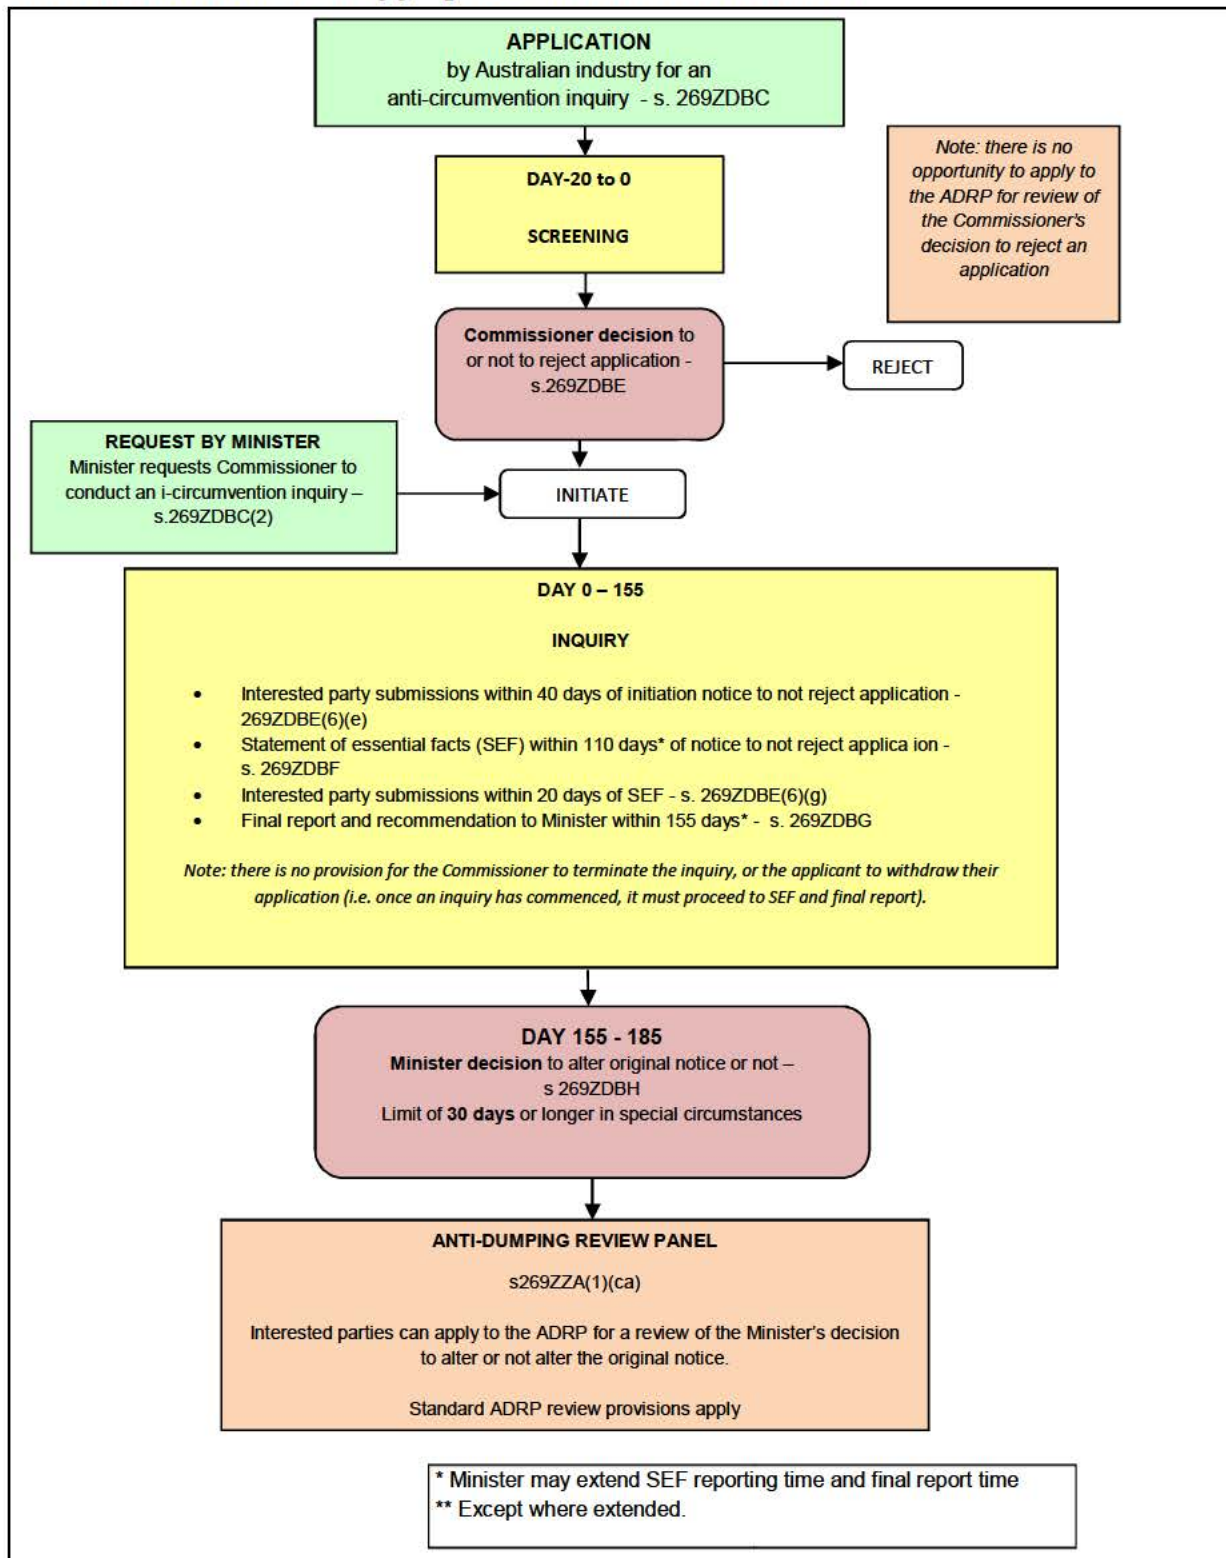 APPLICATION
by Australian industry for an
anti-circumvention inquiry - s. 269ZDBC
Note: there is no
opportunity to apply to
the ADRP for review of
the Commissioner's
decision to reject an
application
DAY-20 to 0
SCREENING
Commissioner decision to
or not to reject application -
s.269ZDBE
REJECT
REQUEST BY MINISTER
Minister requests Commissioner to
conduct an i-circumvention inquiry –
s.269ZDBC(2)
INITIATE
DAY 0 – 155
INQUIRY
• Interested party submissions within 40 days of initiation notice to not reject application -
269ZDBE(6)(e)
• Statement of essential facts (SEF) within 110 days* of notice to not reject applica ion -
s. 269ZDBF
• Interested party submissions within 20 days of SEF - s. 269ZDBE(6)(g)
• Final report and recommendation to Minister within 155 days* - s. 269ZDBG
Note: there is no provision for the Commissioner to terminate the inquiry, or the applicant to withdraw their
application (i.e. once an inquiry has commenced, it must proceed to SEF and final report).
DAY 155 - 185
Minister decision to alter original notice or not –
s 269ZDBH
Limit of 30 days or longer in special circumstances
ANTI-DUMPING REVIEW PANEL
s269ZZA(1)(ca)
Interested parties can apply to the ADRP for a review of the Minister's decision
to alter or not alter the original notice.
Standard ADRP review provisions apply
* Minister may extend SEF reporting time and final report time
** Except where extended.